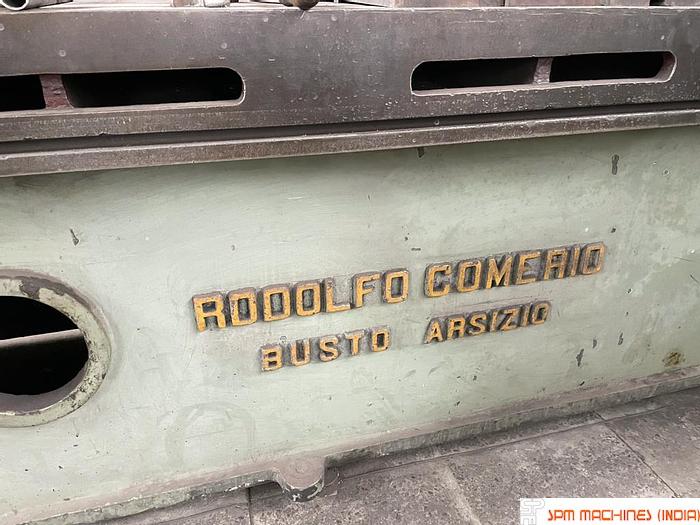 RODOLFO COMERIO
BUSTO ARSIZIO
SPM MACHINES (INDIA)